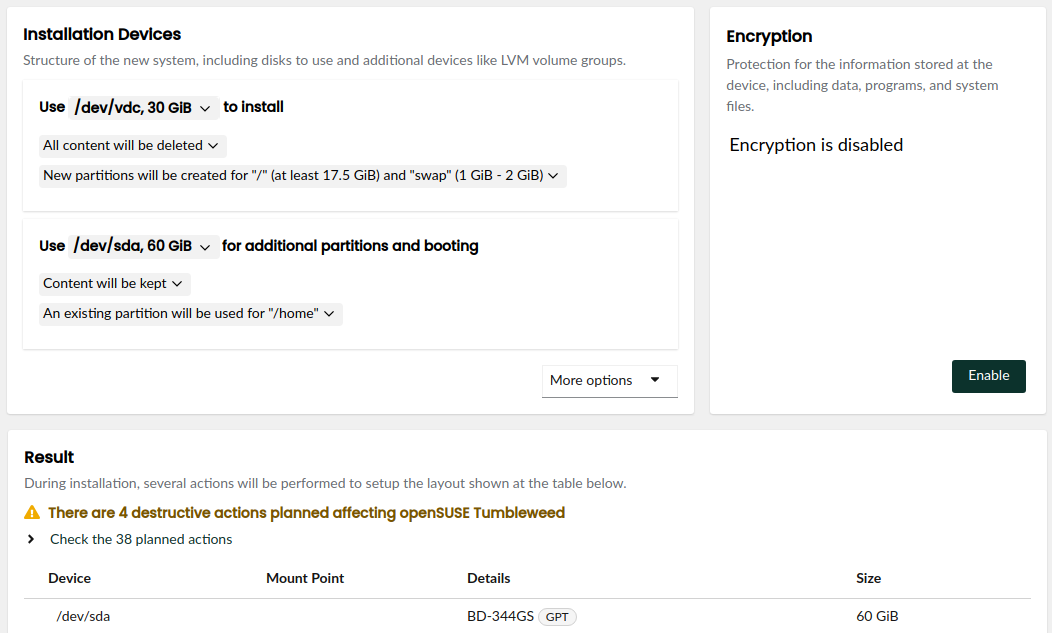 Installation Devices
Structure of the new system, including disks to use and additional devices like LVM volume groups.
Use /dev/vdc, 30 GiB to install
All content will be deleted
New partitions will be created for "/" (at least 17.5 GiB) and "swap" (1 GiB - 2 GiB)
Use /dev/sda, 60 GiB for additional partitions and booting
Content will be kept
An existing partition will be used for "/home"
More options
Encryption
Protection for the information stored at the
device, including data, programs, and system
files.
Encryption is disabled
Enable
Result
During installation, several actions will be performed to setup the layout shown at the table below.
There are 4 destructive actions planned affecting openSUSE Tumbleweed
Check the 38 planned actions
Device Mount Point Details Size
/dev/sda BD-344GS GPT 60 GiB